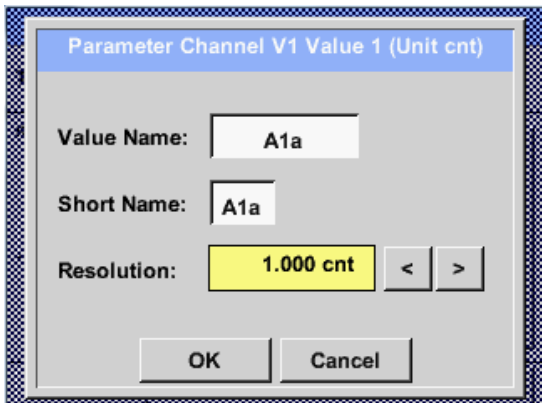 Parameter Channel V1 Value 1 (Unit cnt)
Value Name: A1a
Short Name: A1a
Resolution: 1.000 cnt < >
OK Cancel